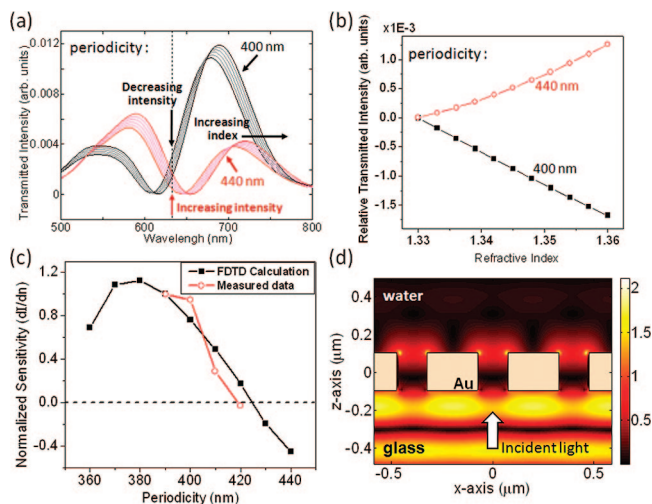 (a)
periodicity :
400 nm
Decreasing
intensity
Increasing
index
440 nm
Increasing intensity
Transmitted Intensity (arb. units)
0.012
0.008
0.004
0
500
600
700
800
Wavelengh (nm)
(b)
x1E-3
periodicity :
440 nm
400 nm
Relative Transmitted Intensity (arb. units)
1.0
0.5
0.0
-0.5
-1.0
-1.5
1.33
1.34
1.35
1.36
Refractive Index
(c)
FDTD Calculation
Measured data
Normalized Sensitivity (dI/dn)
1.2
0.8
0.4
0.0
-0.4
360
380
400
420
440
Periodicity (nm)
(d)
water
Au
glass
Incident light
z-axis (μm)
0.4
0.2
0
-0.2
-0.4
-0.5
0
0.5
x-axis (μm)
2
1.5
1
0.5